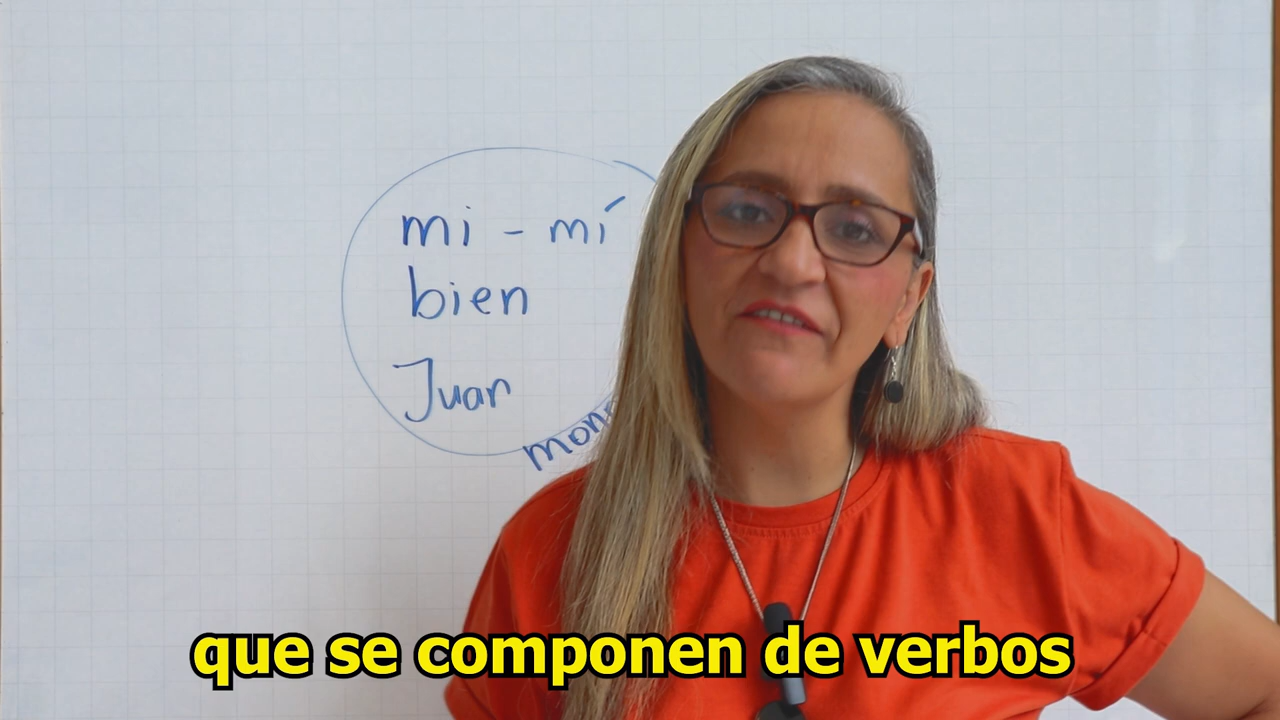 mi - mí
bien
Juan
que se componen de verbos